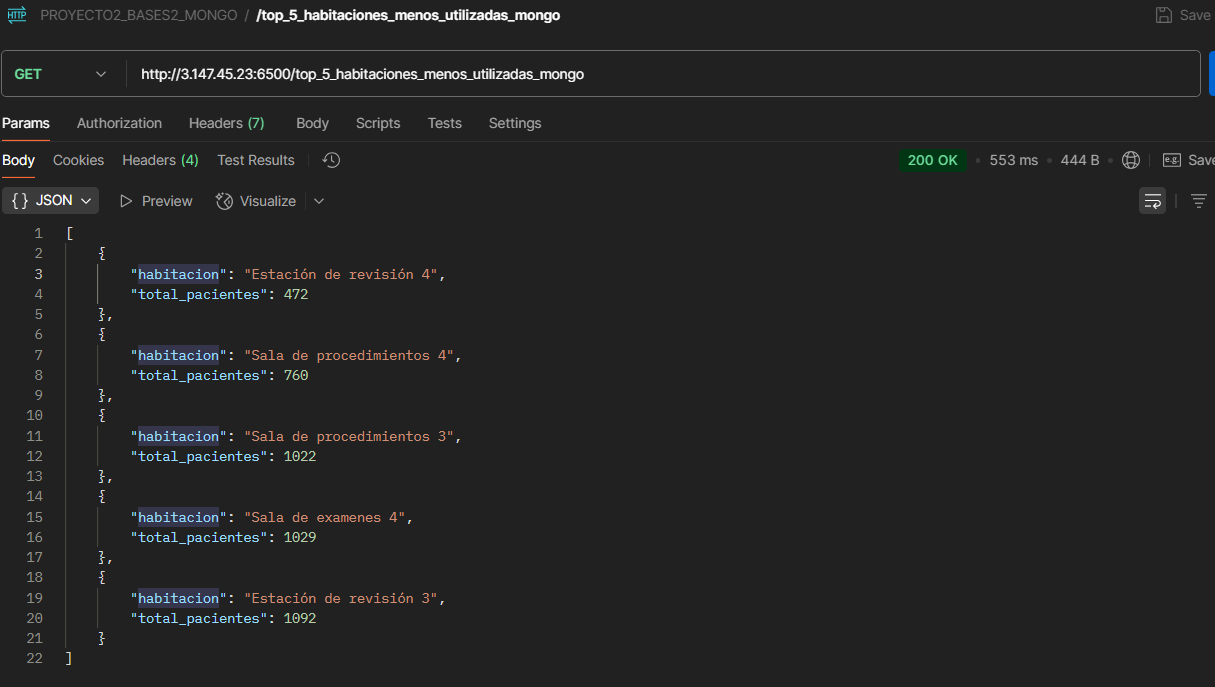 HTTP PROYECTO2_BASES2_MONGO / /top_5_habitaciones_menos_utilizadas_mongo Save
GET http://3.147.45.23:6500/top_5_habitaciones_menos_utilizadas_mongo
Params Authorization Headers (7) Body Scripts Tests Settings
Body Cookies Headers (4) Test Results 200 OK • 553 ms • 444 B • e.g. Save
{ } JSON Preview Visualize
1 [
2 {
3 "habitacion": "Estación de revisión 4",
4 "total_pacientes": 472
5 },
6 {
7 "habitacion": "Sala de procedimientos 4",
8 "total_pacientes": 760
9 },
10 {
11 "habitacion": "Sala de procedimientos 3",
12 "total_pacientes": 1022
13 },
14 {
15 "habitacion": "Sala de examenes 4",
16 "total_pacientes": 1029
17 },
18 {
19 "habitacion": "Estación de revisión 3",
20 "total_pacientes": 1092
21 }
22 ]